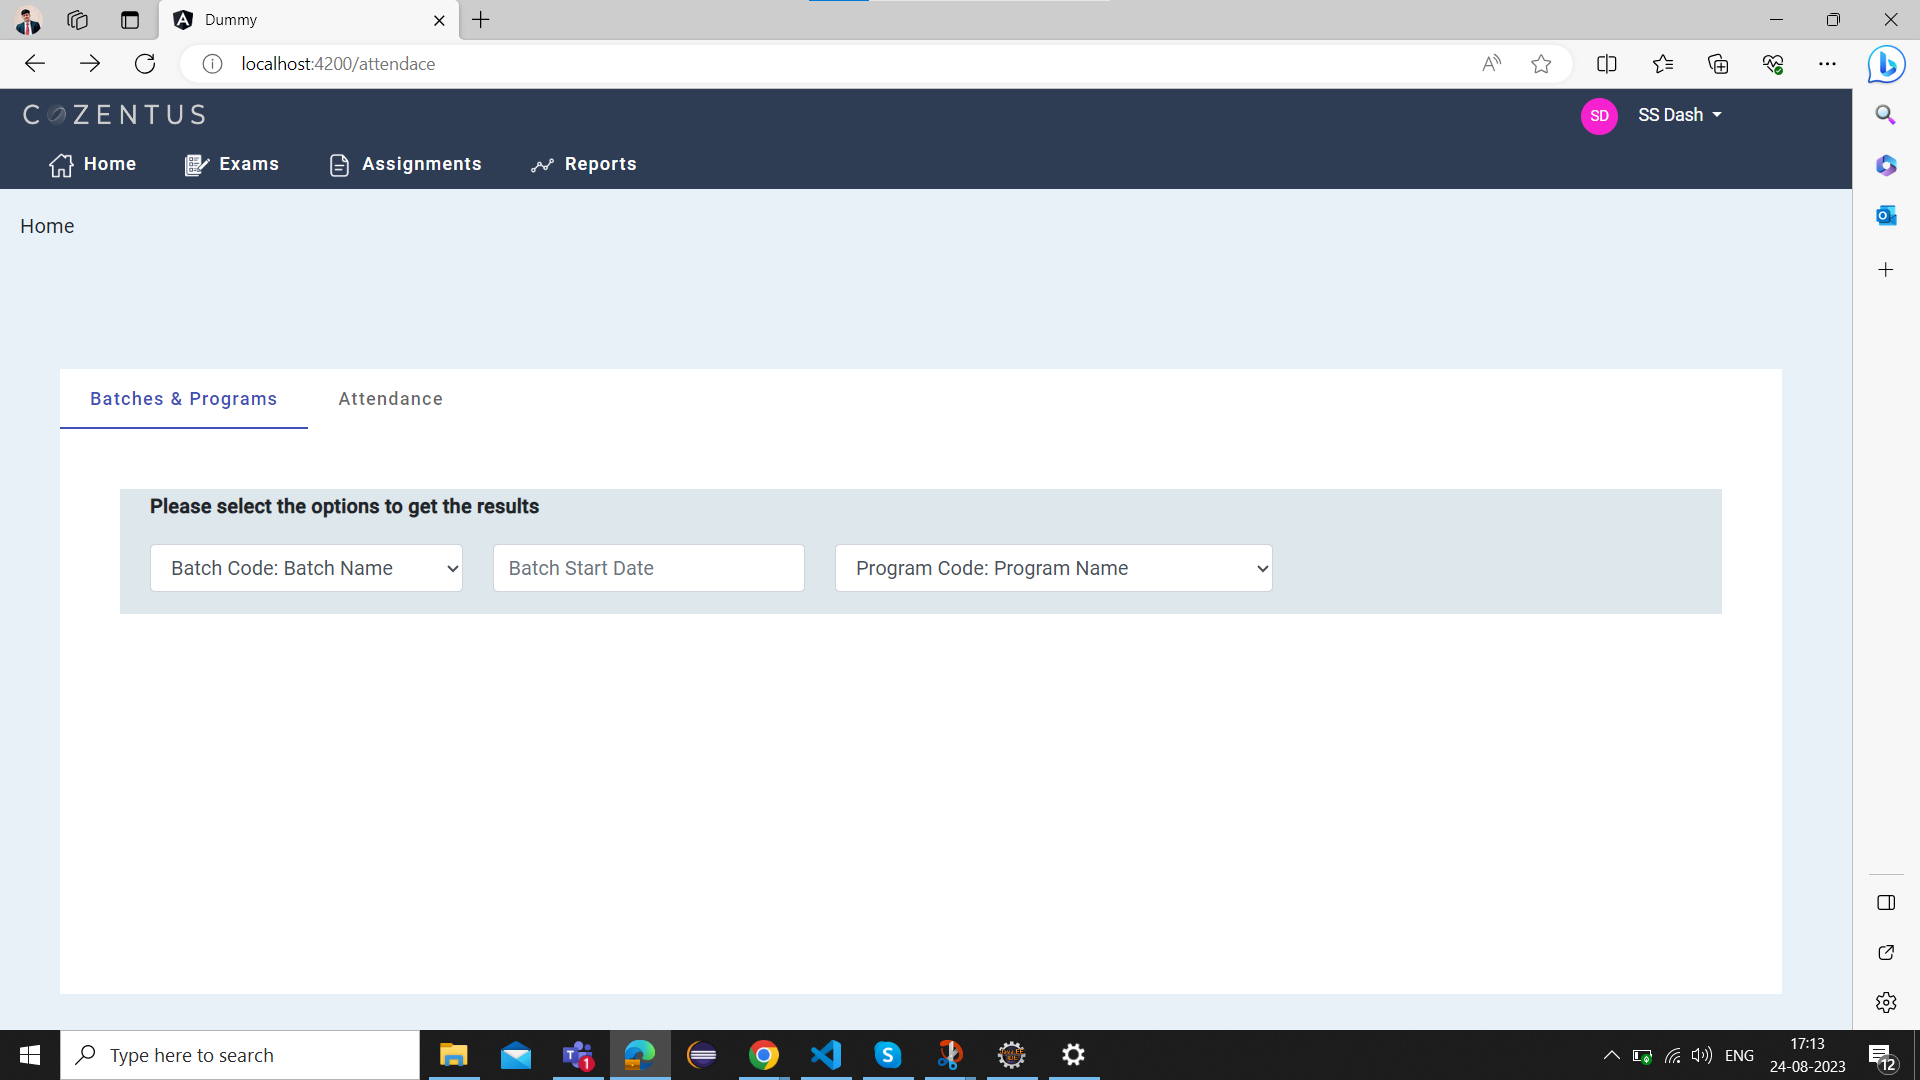 Dummy
localhost:4200/attendace
COZENTUS
SD SS Dash
Home Exams Assignments Reports
Home
Batches & Programs Attendance
Please select the options to get the results
Batch Code: Batch Name Batch Start Date Program Code: Program Name
Type here to search
1
ENG
17:13
24-08-2023
12